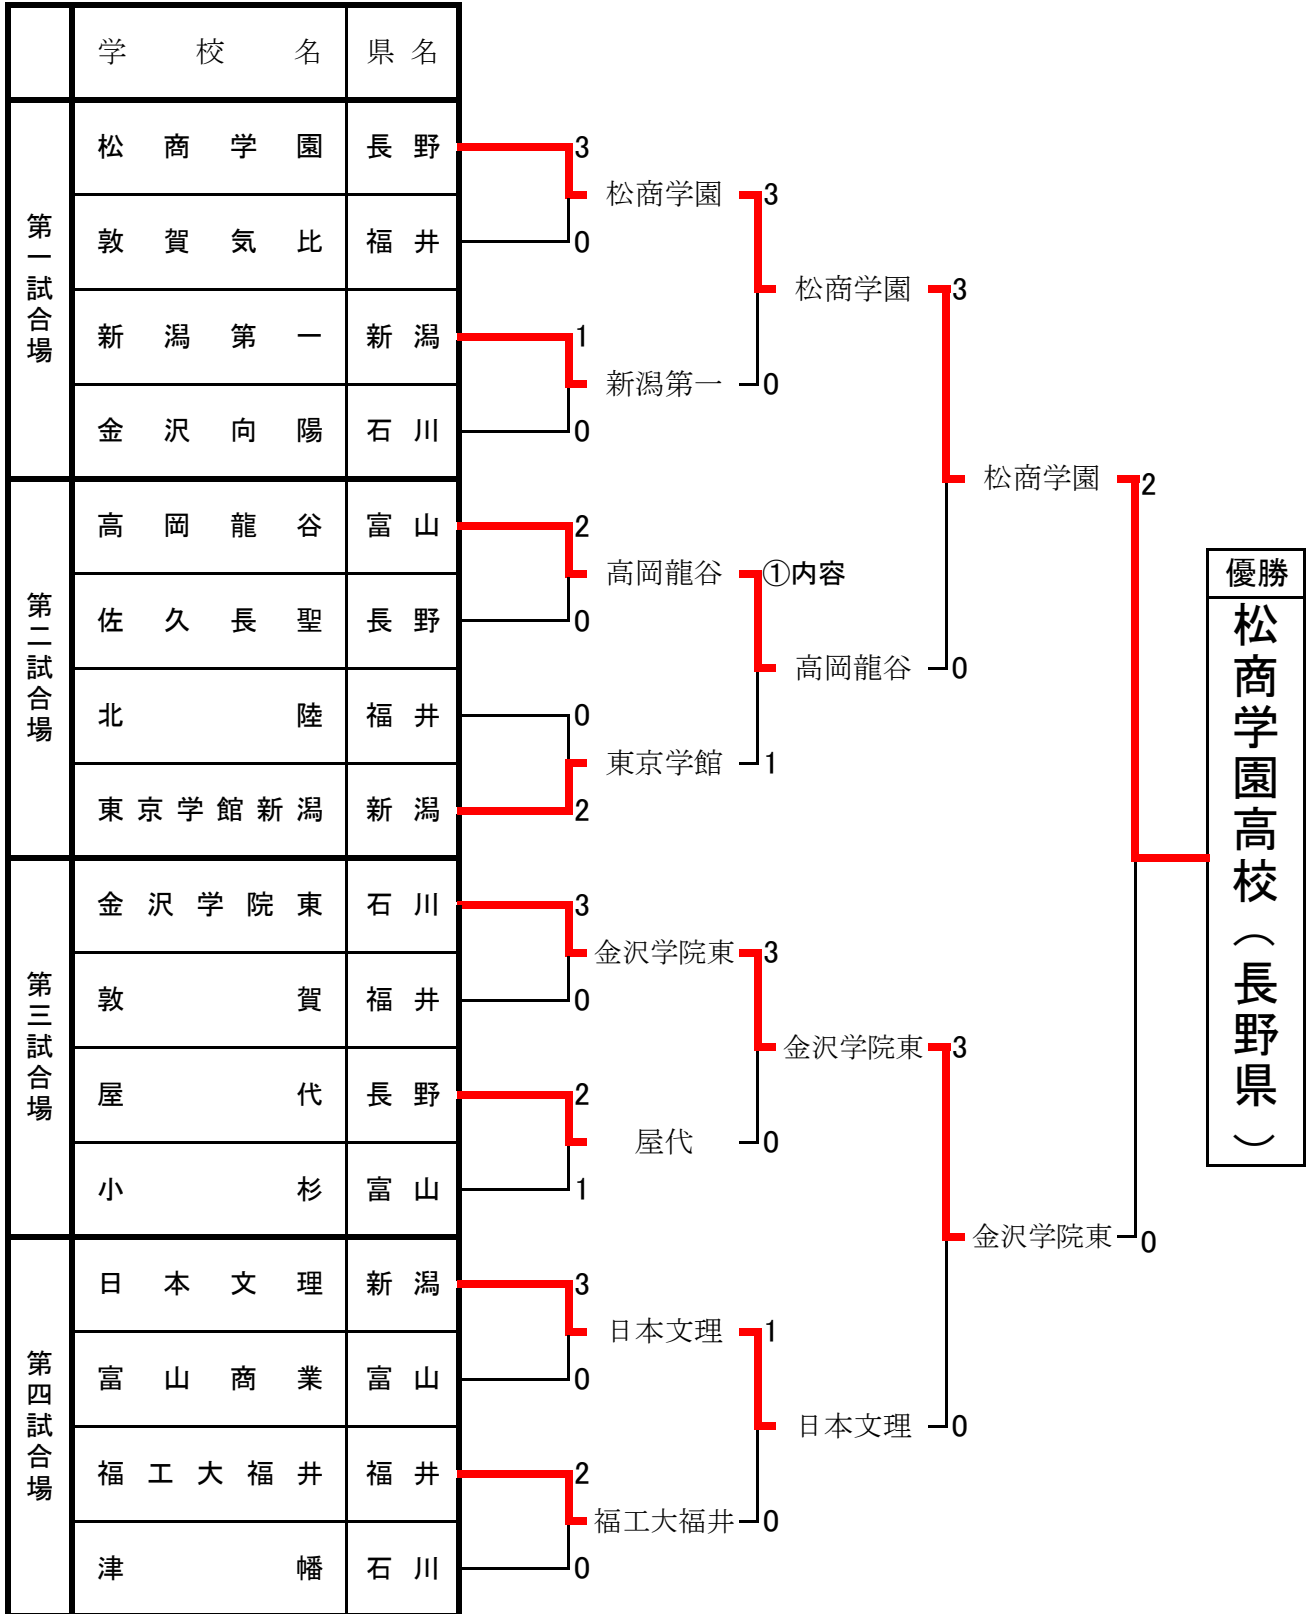 学校名 県名
第一試合場
松商学園 長野 3
松商学園 3
敦賀気比 福井 0
松商学園 3
新潟第一 新潟 1
新潟第一 0
金沢向陽 石川 0
松商学園 2
第二試合場
高岡龍谷 富山 2
高岡龍谷 ①内容
佐久長聖 長野 0
高岡龍谷 0
北陸 福井 0
東京学館 1
東京学館新潟 新潟 2
優勝
松商学園高校(長野県)
第三試合場
金沢学院東 石川 3
金沢学院東 3
敦賀 福井 0
金沢学院東 3
屋代 長野 2
屋代 0
小杉 富山 1
金沢学院東 0
第四試合場
日本文理 新潟 3
日本文理 1
富山商業 富山 0
日本文理 0
福工大福井 福井 2
福工大福井 0
津幡 石川 0